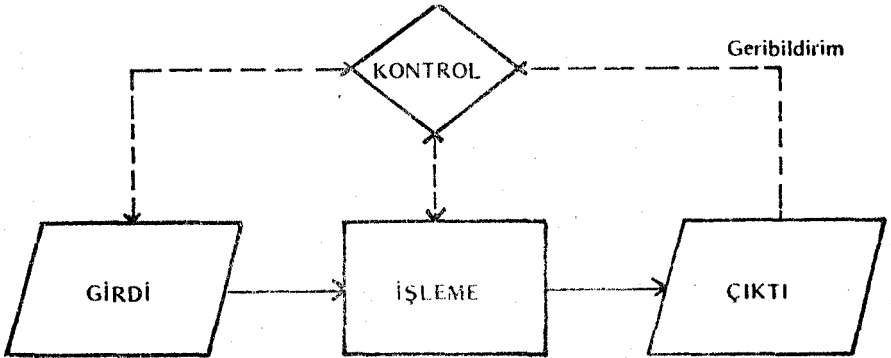 Geribildirim
KONTROL
GİRDİ
İŞLEME
ÇIKTI